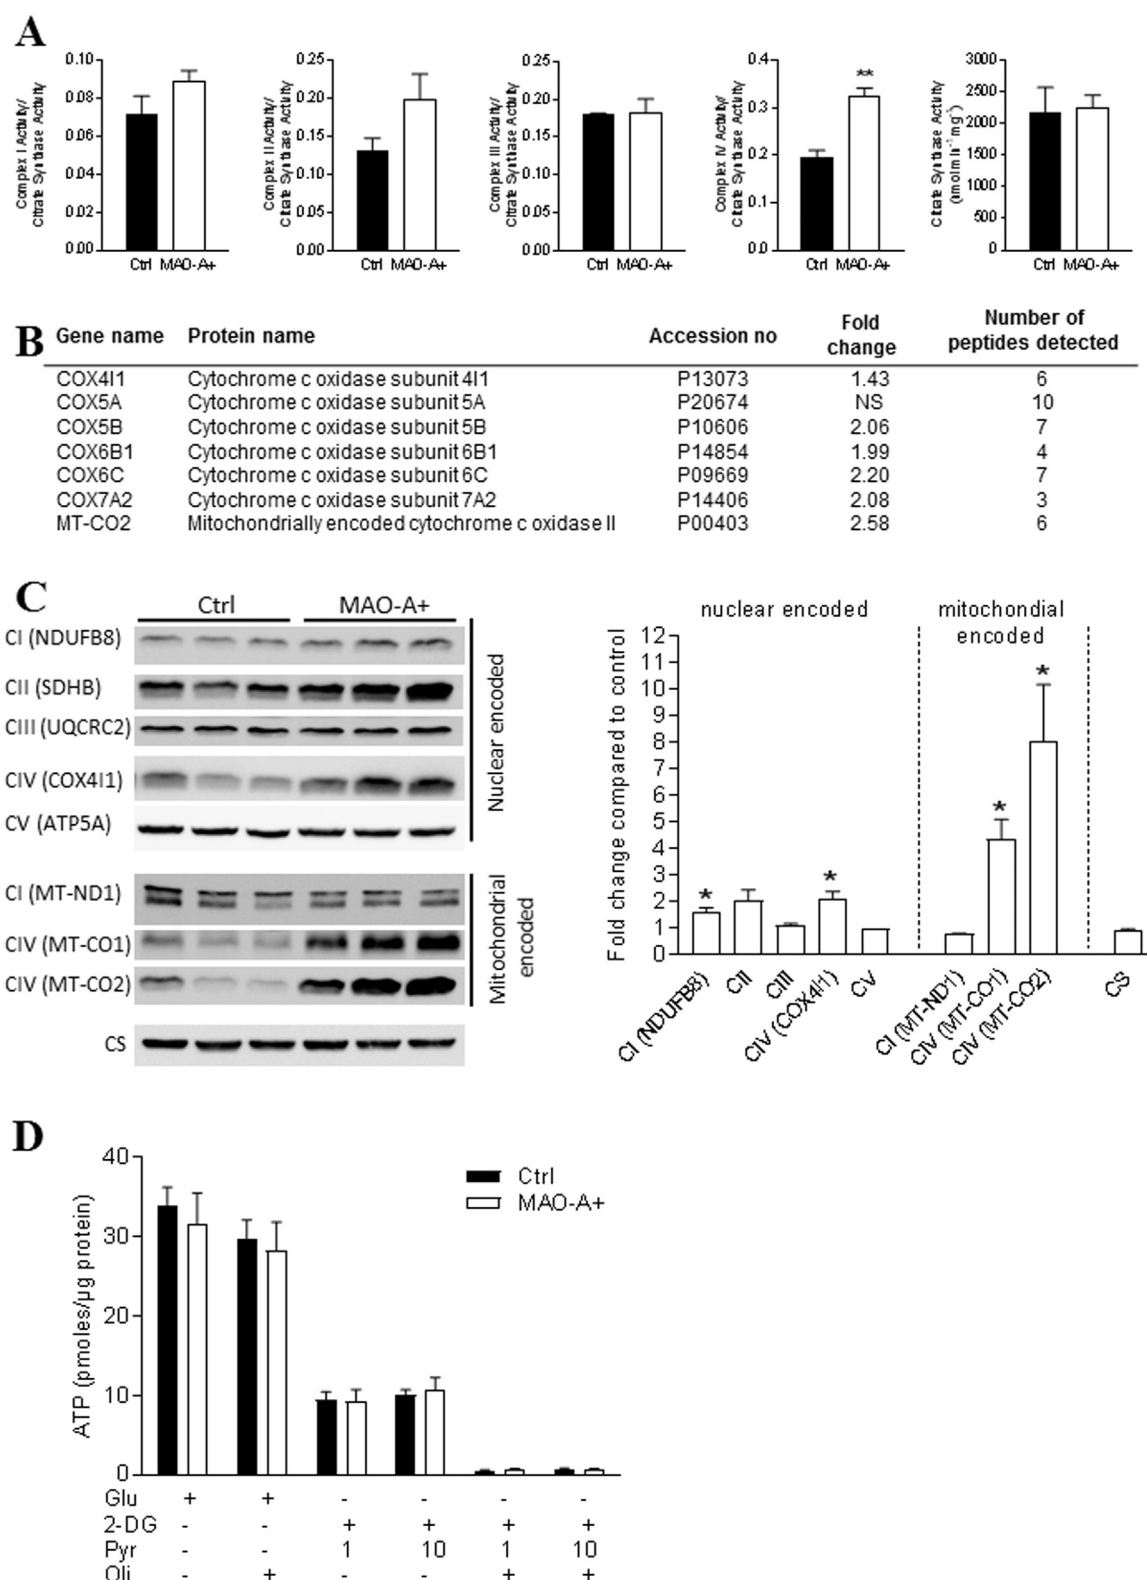 A
Complex I Activity/
Citrate Synthase Activity
0.10
0.08
0.06
0.04
0.02
0.00
Ctrl MAO-A+
Complex II Activity/
Citrate Synthase Activity
0.25
0.20
0.15
0.10
0.05
0.00
Ctrl MAO-A+
Complex III Activity/
Citrate Synthase Activity
0.25
0.20
0.15
0.10
0.05
0.00
Ctrl MAO-A+
Complex IV Activity/
Citrate Synthase Activity
0.4
0.3
0.2
0.1
0.0
**
Ctrl MAO-A+
Citrate Synthase Activity
(nmol min-1 mg-1)
3000
2500
2000
1500
1000
500
0
Ctrl MAO-A+
B
Gene name Protein name Accession no Fold change Number of peptides detected
COX4I1 Cytochrome c oxidase subunit 4I1 P13073 1.43 6
COX5A Cytochrome c oxidase subunit 5A P20674 NS 10
COX5B Cytochrome c oxidase subunit 5B P10606 2.06 7
COX6B1 Cytochrome c oxidase subunit 6B1 P14854 1.99 4
COX6C Cytochrome c oxidase subunit 6C P09669 2.20 7
COX7A2 Cytochrome c oxidase subunit 7A2 P14406 2.08 3
MT-CO2 Mitochondrially encoded cytochrome c oxidase II P00403 2.58 6
C
Ctrl MAO-A+
CI (NDUFB8)
CII (SDHB)
CIII (UQCRC2)
CIV (COX4I1)
CV (ATP5A)
Nuclear encoded
CI (MT-ND1)
CIV (MT-CO1)
CIV (MT-CO2)
Mitochondrial
encoded
CS
nuclear encoded
mitochondial
encoded
Fold change compared to control
12
11
10
9
8
7
6
5
4
3
2
1
0
* * * *
CI (NDUFB8)
CII
CIII
CIV (COX4I1)
CV
CI (MT-ND1)
CIV (MT-CO1)
CIV (MT-CO2)
CS
D
ATP (pmoles/µg protein)
40
30
20
10
0
Ctrl
MAO-A+
Glu + + - - - -
2-DG - - + + + +
Pyr - - 1 10 1 10
Oli - + - - + +